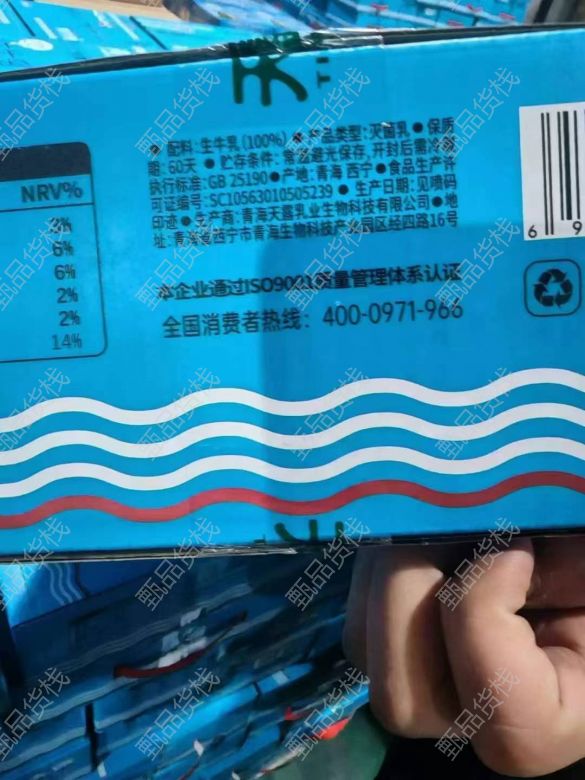 天
NRV%
3%
6%
6%
2%
2%
14%
●配料:生牛乳(100%)●产品类型:灭菌乳●保质
期:60天●贮存条件:常温避光保存,开封后需冷藏
执行标准:GB 25190●产地:青海 西宁●食品生产许
可证编号:SC10563010505239●生产日期:见喷码
印迹●生产商:青海天露乳业生物科技有限公司●地
址:青海省西宁市青海生物科技产业园区经四路16号
本企业通过ISO9001质量管理体系认证
全国消费者热线:400-0971-966
6 9
甄品货栈